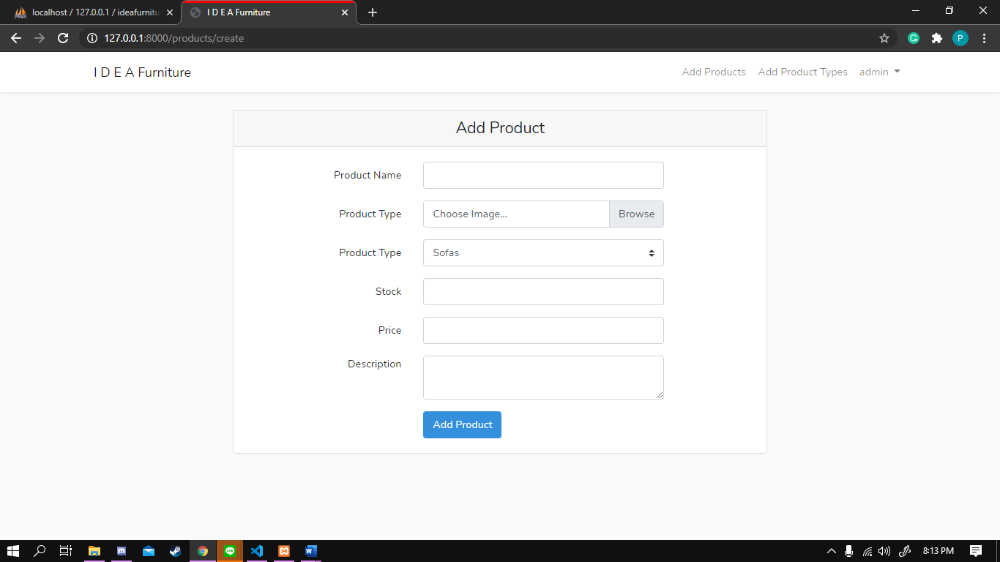 localhost / 127.0.0.1 / ideafurnitu
I D E A Furniture
127.0.0.1:8000/products/create
P
I D E A Furniture
Add Products
Add Product Types
admin
Add Product
Product Name
Product Type
Choose Image...
Browse
Product Type
Sofas
Stock
Price
Description
Add Product
8:13 PM